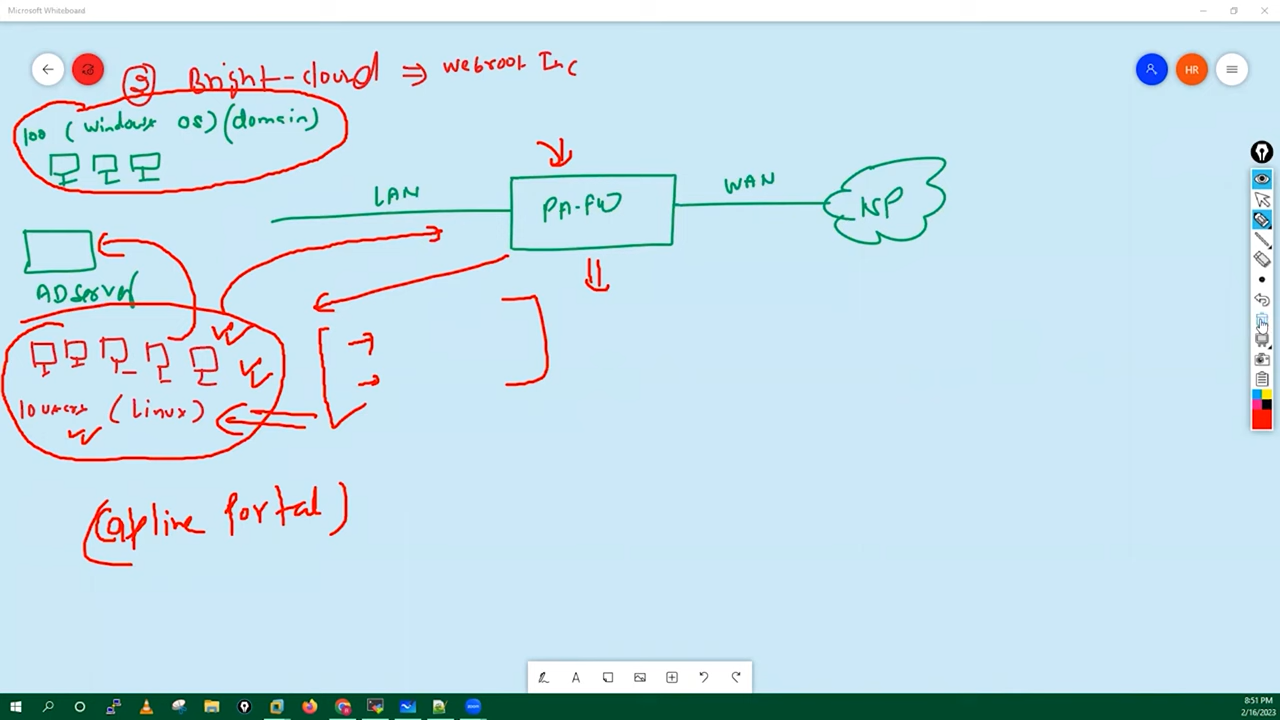 Microsoft Whiteboard
3 Bright-cloud ⇒ Webroot Inc
HR
100 (windows OS) (domain)
LAN
PA-FW
WAN
AD Server
10 users (Linux)
(Captive Portal)
8:51 PM
2/16/2023